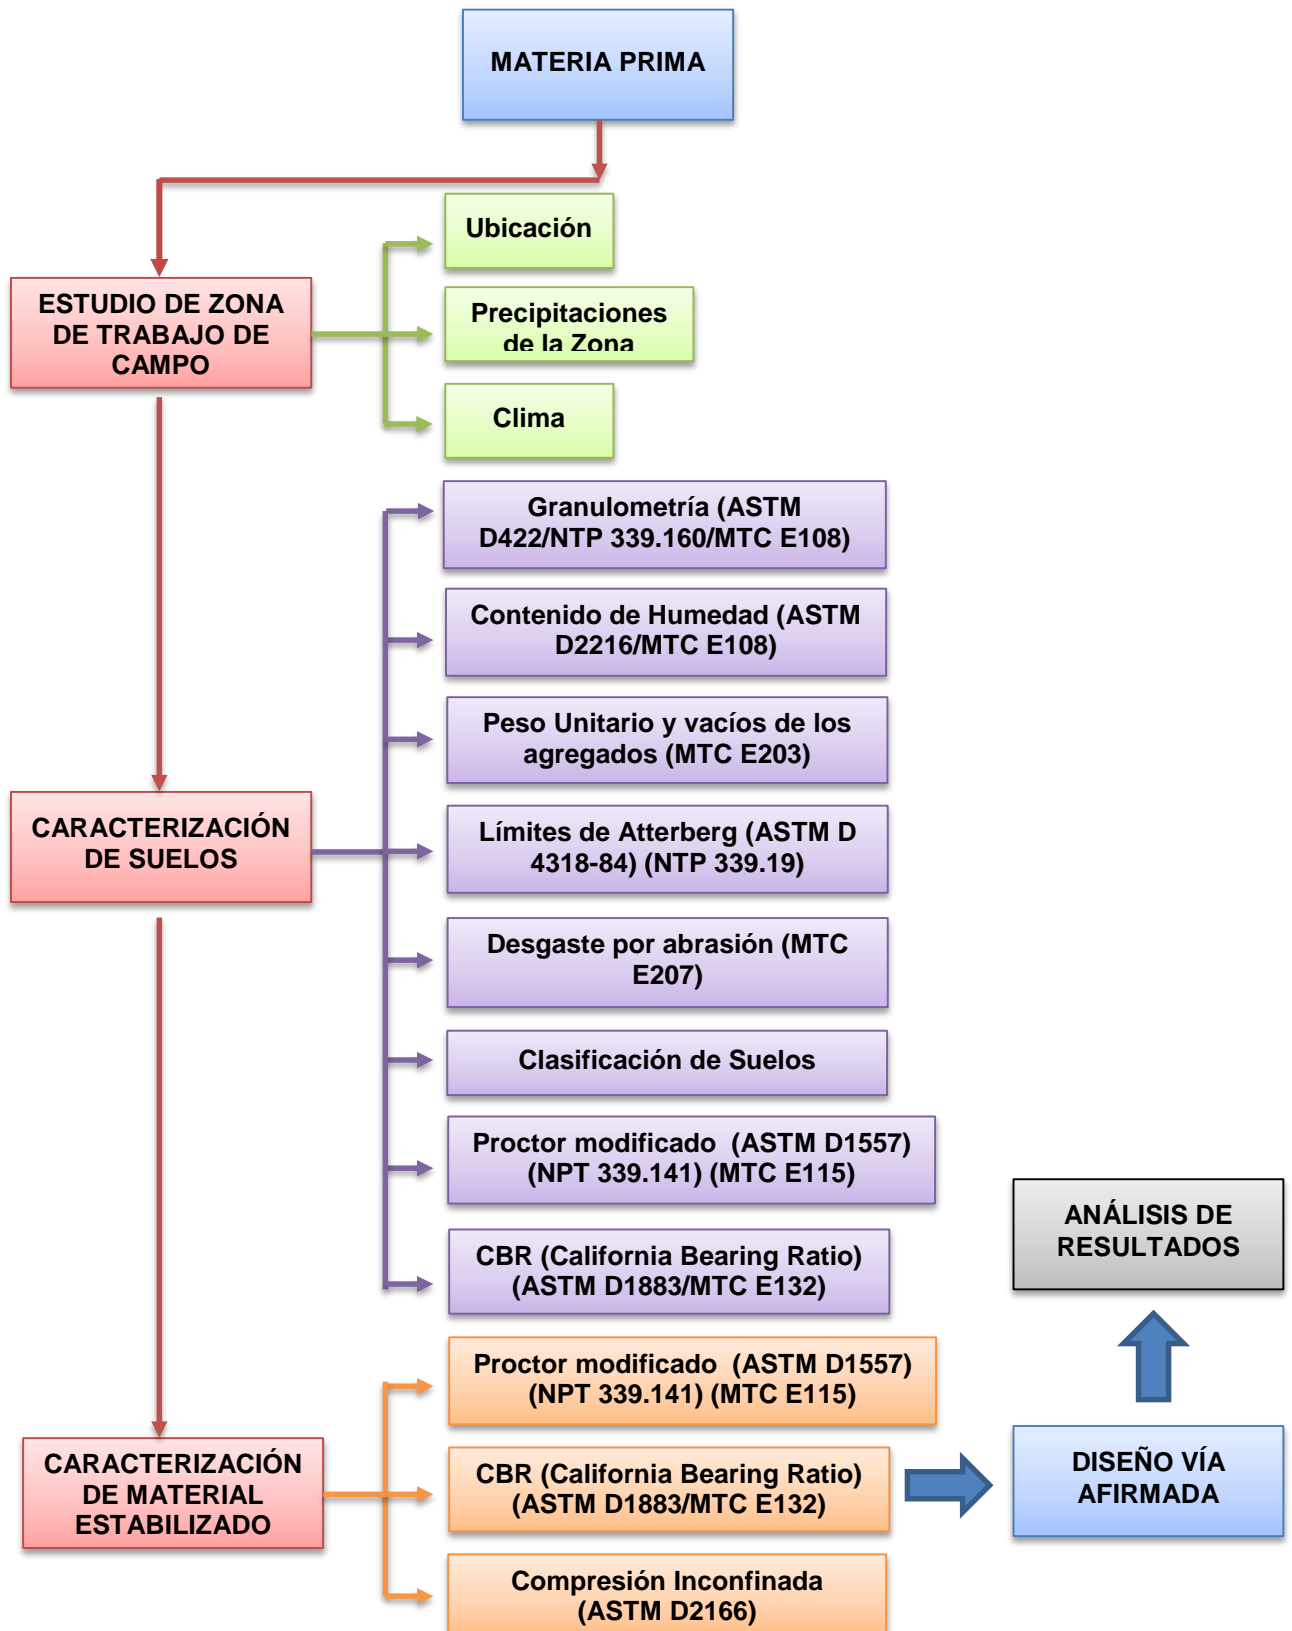 MATERIA PRIMA
Ubicación
ESTUDIO DE ZONA
DE TRABAJO DE
CAMPO
Precipitaciones
de la Zona
Clima
Granulometría (ASTM
D422/NTP 339.160/MTC E108)
Contenido de Humedad (ASTM
D2216/MTC E108)
Peso Unitario y vacíos de los
agregados (MTC E203)
CARACTERIZACIÓN
DE SUELOS
Límites de Atterberg (ASTM D
4318-84) (NTP 339.19)
Desgaste por abrasión (MTC
E207)
Clasificación de Suelos
Proctor modificado  (ASTM D1557)
(NPT 339.141) (MTC E115)
CBR (California Bearing Ratio)
(ASTM D1883/MTC E132)
ANÁLISIS DE
RESULTADOS
Proctor modificado  (ASTM D1557)
(NPT 339.141) (MTC E115)
CARACTERIZACIÓN
DE MATERIAL
ESTABILIZADO
CBR (California Bearing Ratio)
(ASTM D1883/MTC E132)
DISEÑO VÍA
AFIRMADA
Compresión Inconfinada
(ASTM D2166)